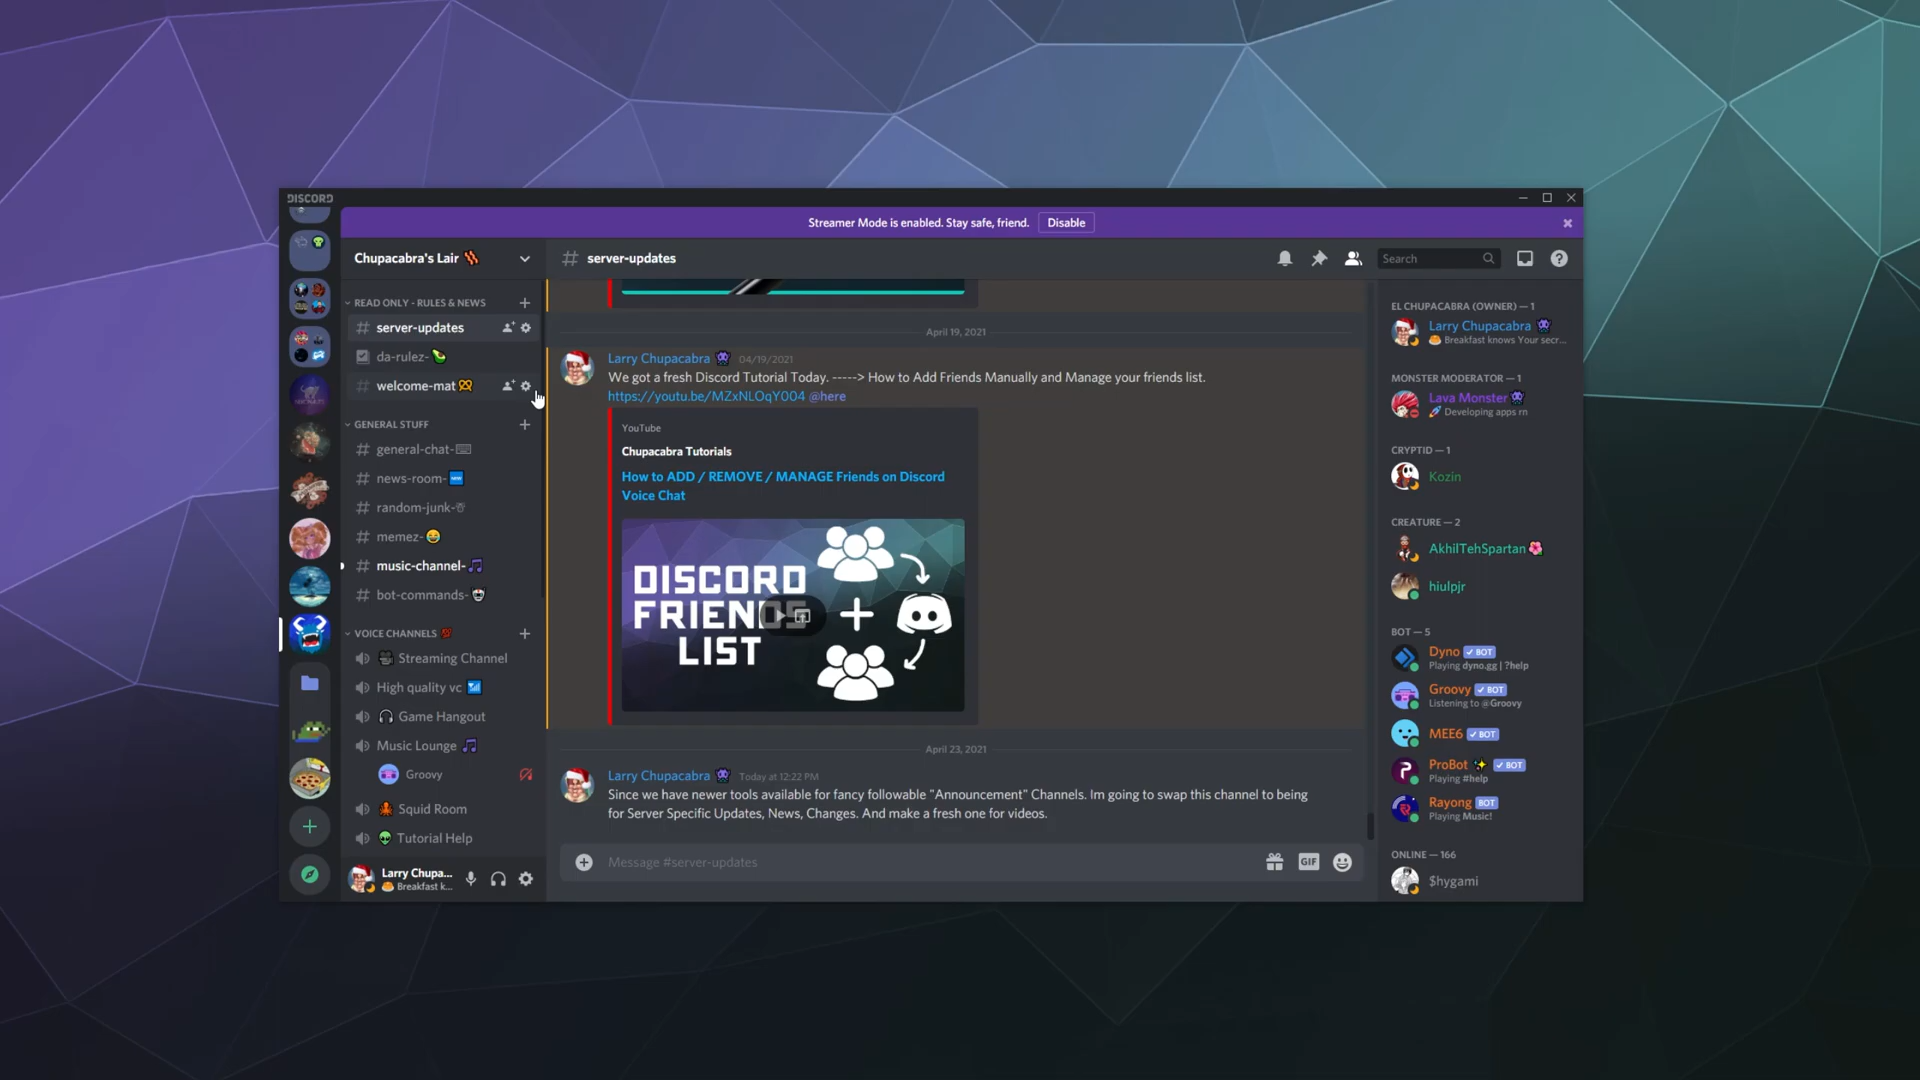 DISCORD
Streamer Mode is enabled. Stay safe, friend. Disable
Chupacabra's Lair
READ ONLY - RULES & NEWS
server-updates
da-rulez-
welcome-mat
GENERAL STUFF
general-chat-
news-room-
random-junk-
memez-
music-channel-
bot-commands-
VOICE CHANNELS
Streaming Channel
High quality vc
Game Hangout
Music Lounge
Groovy
Squid Room
Tutorial Help
Larry Chupa...
Breakfast k...
server-updates
Search
April 19, 2021
Larry Chupacabra 04/19/2021
We got a fresh Discord Tutorial Today. -----> How to Add Friends Manually and Manage your friends list.
https://youtu.be/MZxNLOqY004 @here
YouTube
Chupacabra Tutorials
How to ADD / REMOVE / MANAGE Friends on Discord
Voice Chat
DISCORD
FRIENDS
LIST
April 23, 2021
Larry Chupacabra Today at 12:22 PM
Since we have newer tools available for fancy followable "Announcement" Channels. Im going to swap this channel to being
for Server Specific Updates, News, Changes. And make a fresh one for videos.
Message #server-updates
GIF
EL CHUPACABRA (OWNER) — 1
Larry Chupacabra
Breakfast knows Your secr...
MONSTER MODERATOR — 1
Lava Monster
Developing apps rn
CRYPTID — 1
Kozin
CREATURE — 2
AkhilTehSpartan
hiulpjr
BOT — 5
Dyno BOT
Playing dyno.gg | ?help
Groovy BOT
Listening to @Groovy
MEE6 BOT
ProBot BOT
Playing #help
Rayong BOT
Playing Music!
ONLINE — 166
$hygami